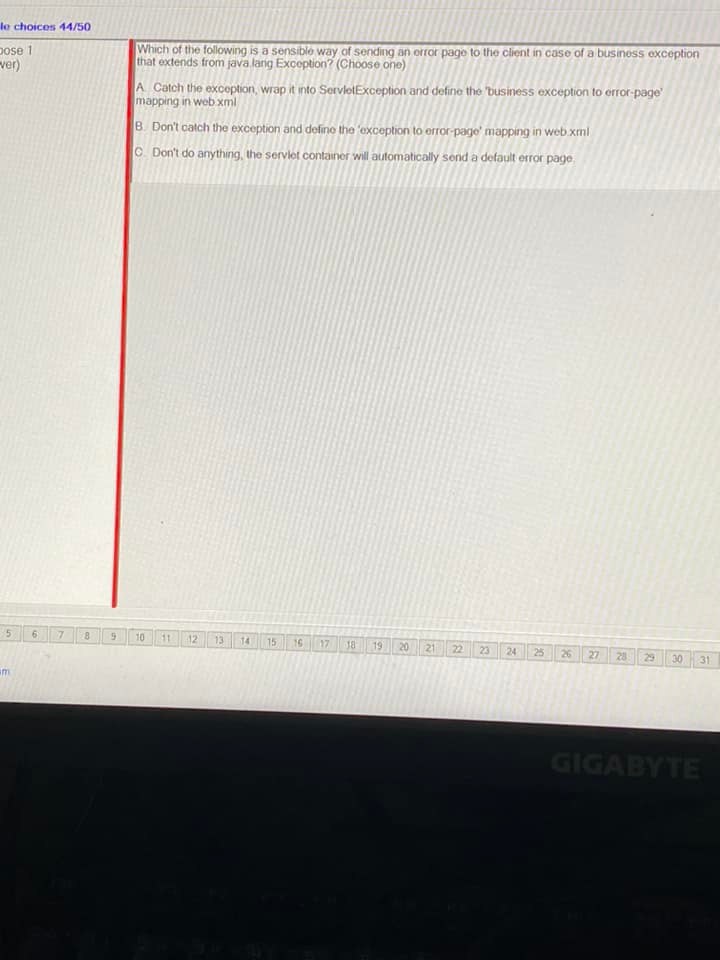 le choices 44/50
oose 1
ver)
Which of the following is a sensible way of sending an error page to the client in case of a business exception
that extends from java.lang.Exception? (Choose one)
A. Catch the exception, wrap it into ServletException and define the 'business exception to error-page'
mapping in web.xml
B. Don't catch the exception and define the 'exception to error-page' mapping in web.xml
C. Don't do anything, the servlet container will automatically send a default error page.
5 6 7 8 9 10 11 12 13 14 15 16 17 18 19 20 21 22 23 24 25 26 27 28 29 30 31
am
GIGABYTE